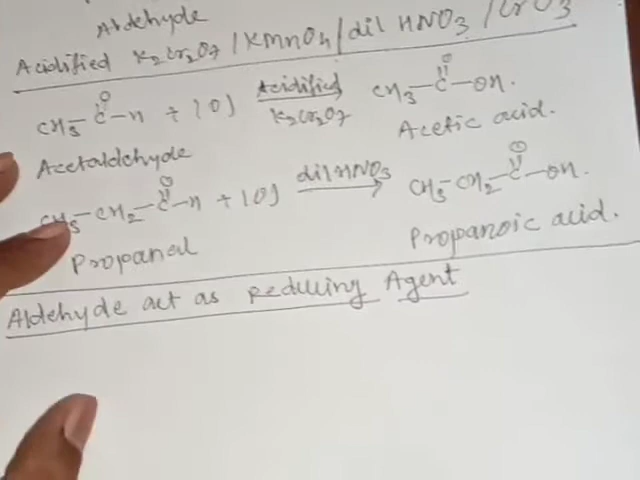 Aldehyde
Acidified K2Cr2O7 / KMnO4 / dil HNO3 / CrO3
CH3-C(=O)-H + [O] Acidified K2Cr2O7 → CH3-C(=O)-OH.
Acetaldehyde Acetic acid.
CH3-CH2-C(=O)-H + [O] dil HNO3 → CH3-CH2-C(=O)-OH.
Propanal Propanoic acid.
Aldehyde act as Reducing Agent